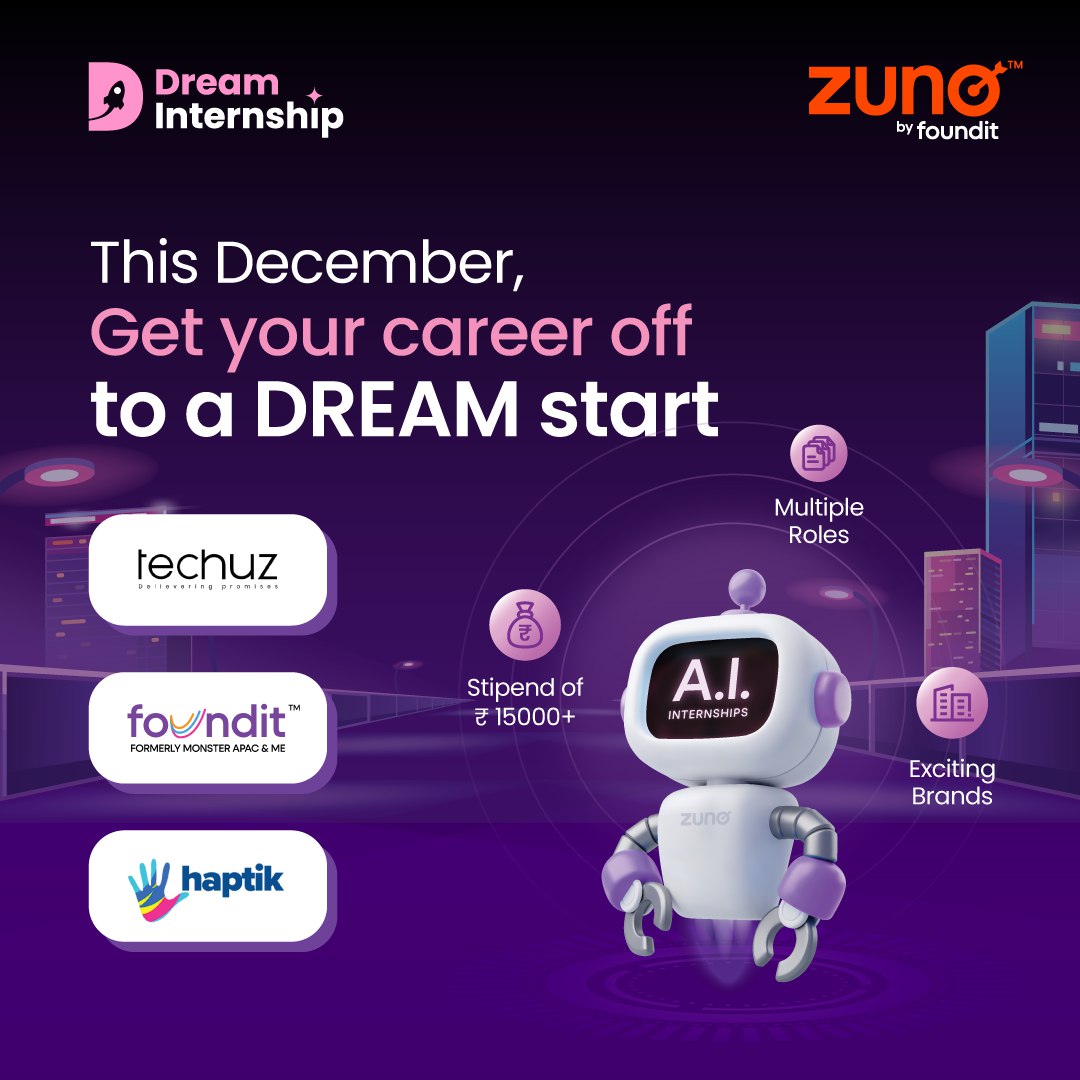 Dream
Internship
zuno™
by foundit
This December,
Get your career off
to a DREAM start
Multiple
Roles
techuz
Delievering promises
Stipend of
₹ 15000+
A.I.
INTERNSHIPS
foundit™
FORMERLY MONSTER APAC & ME
Exciting
Brands
zuno
haptik